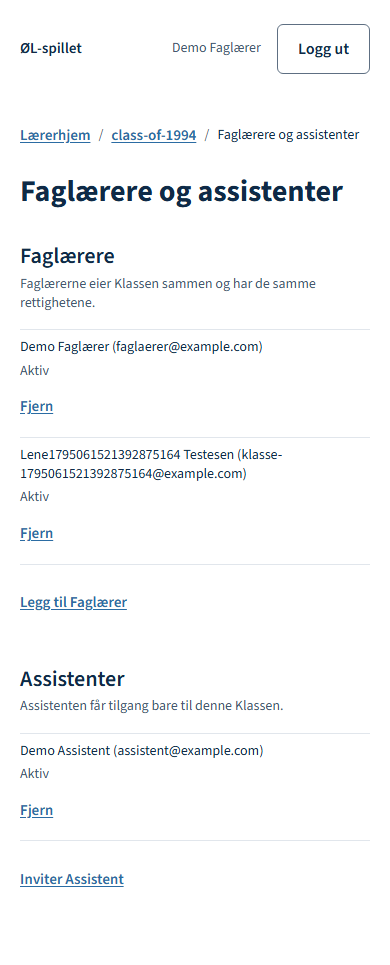 ØL-spillet
Demo Faglærer
Logg ut
Lærerhjem / class-of-1994 / Faglærere og assistenter
Faglærere og assistenter
Faglærere
Faglærerne eier Klassen sammen og har de samme
rettighetene.
Demo Faglærer (faglaerer@example.com)
Aktiv
Fjern
Lene1795061521392875164 Testesen (klasse-
1795061521392875164@example.com)
Aktiv
Fjern
Legg til Faglærer
Assistenter
Assistenten får tilgang bare til denne Klassen.
Demo Assistent (assistent@example.com)
Aktiv
Fjern
Inviter Assistent